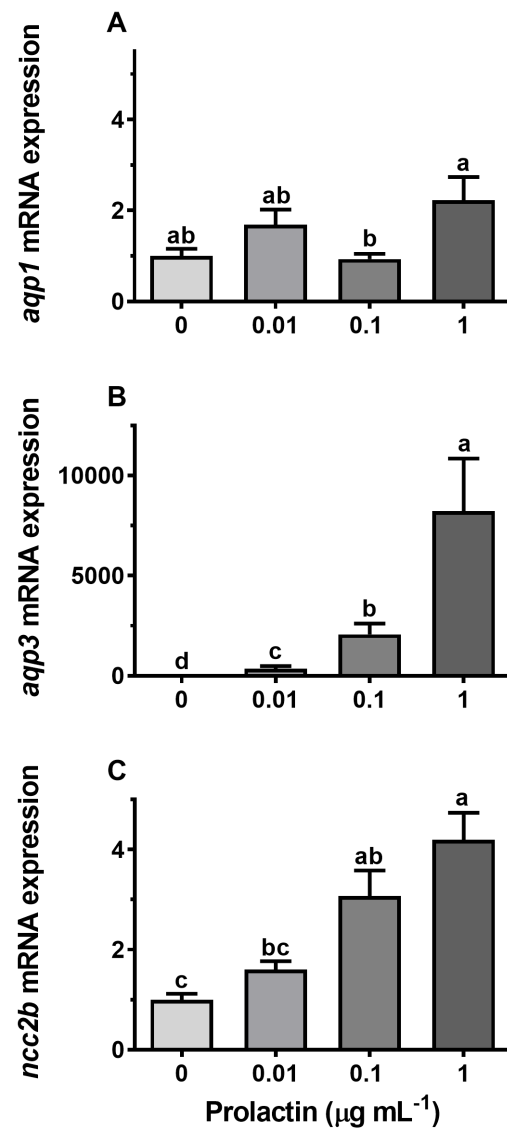 A
aqp1 mRNA expression
4
2
0
ab
ab
b
a
0 0.01 0.1 1
B
aqp3 mRNA expression
10000
5000
0
d
c
b
a
0 0.01 0.1 1
C
ncc2b mRNA expression
4
2
0
c
bc
ab
a
0 0.01 0.1 1
Prolactin (μg mL⁻¹)